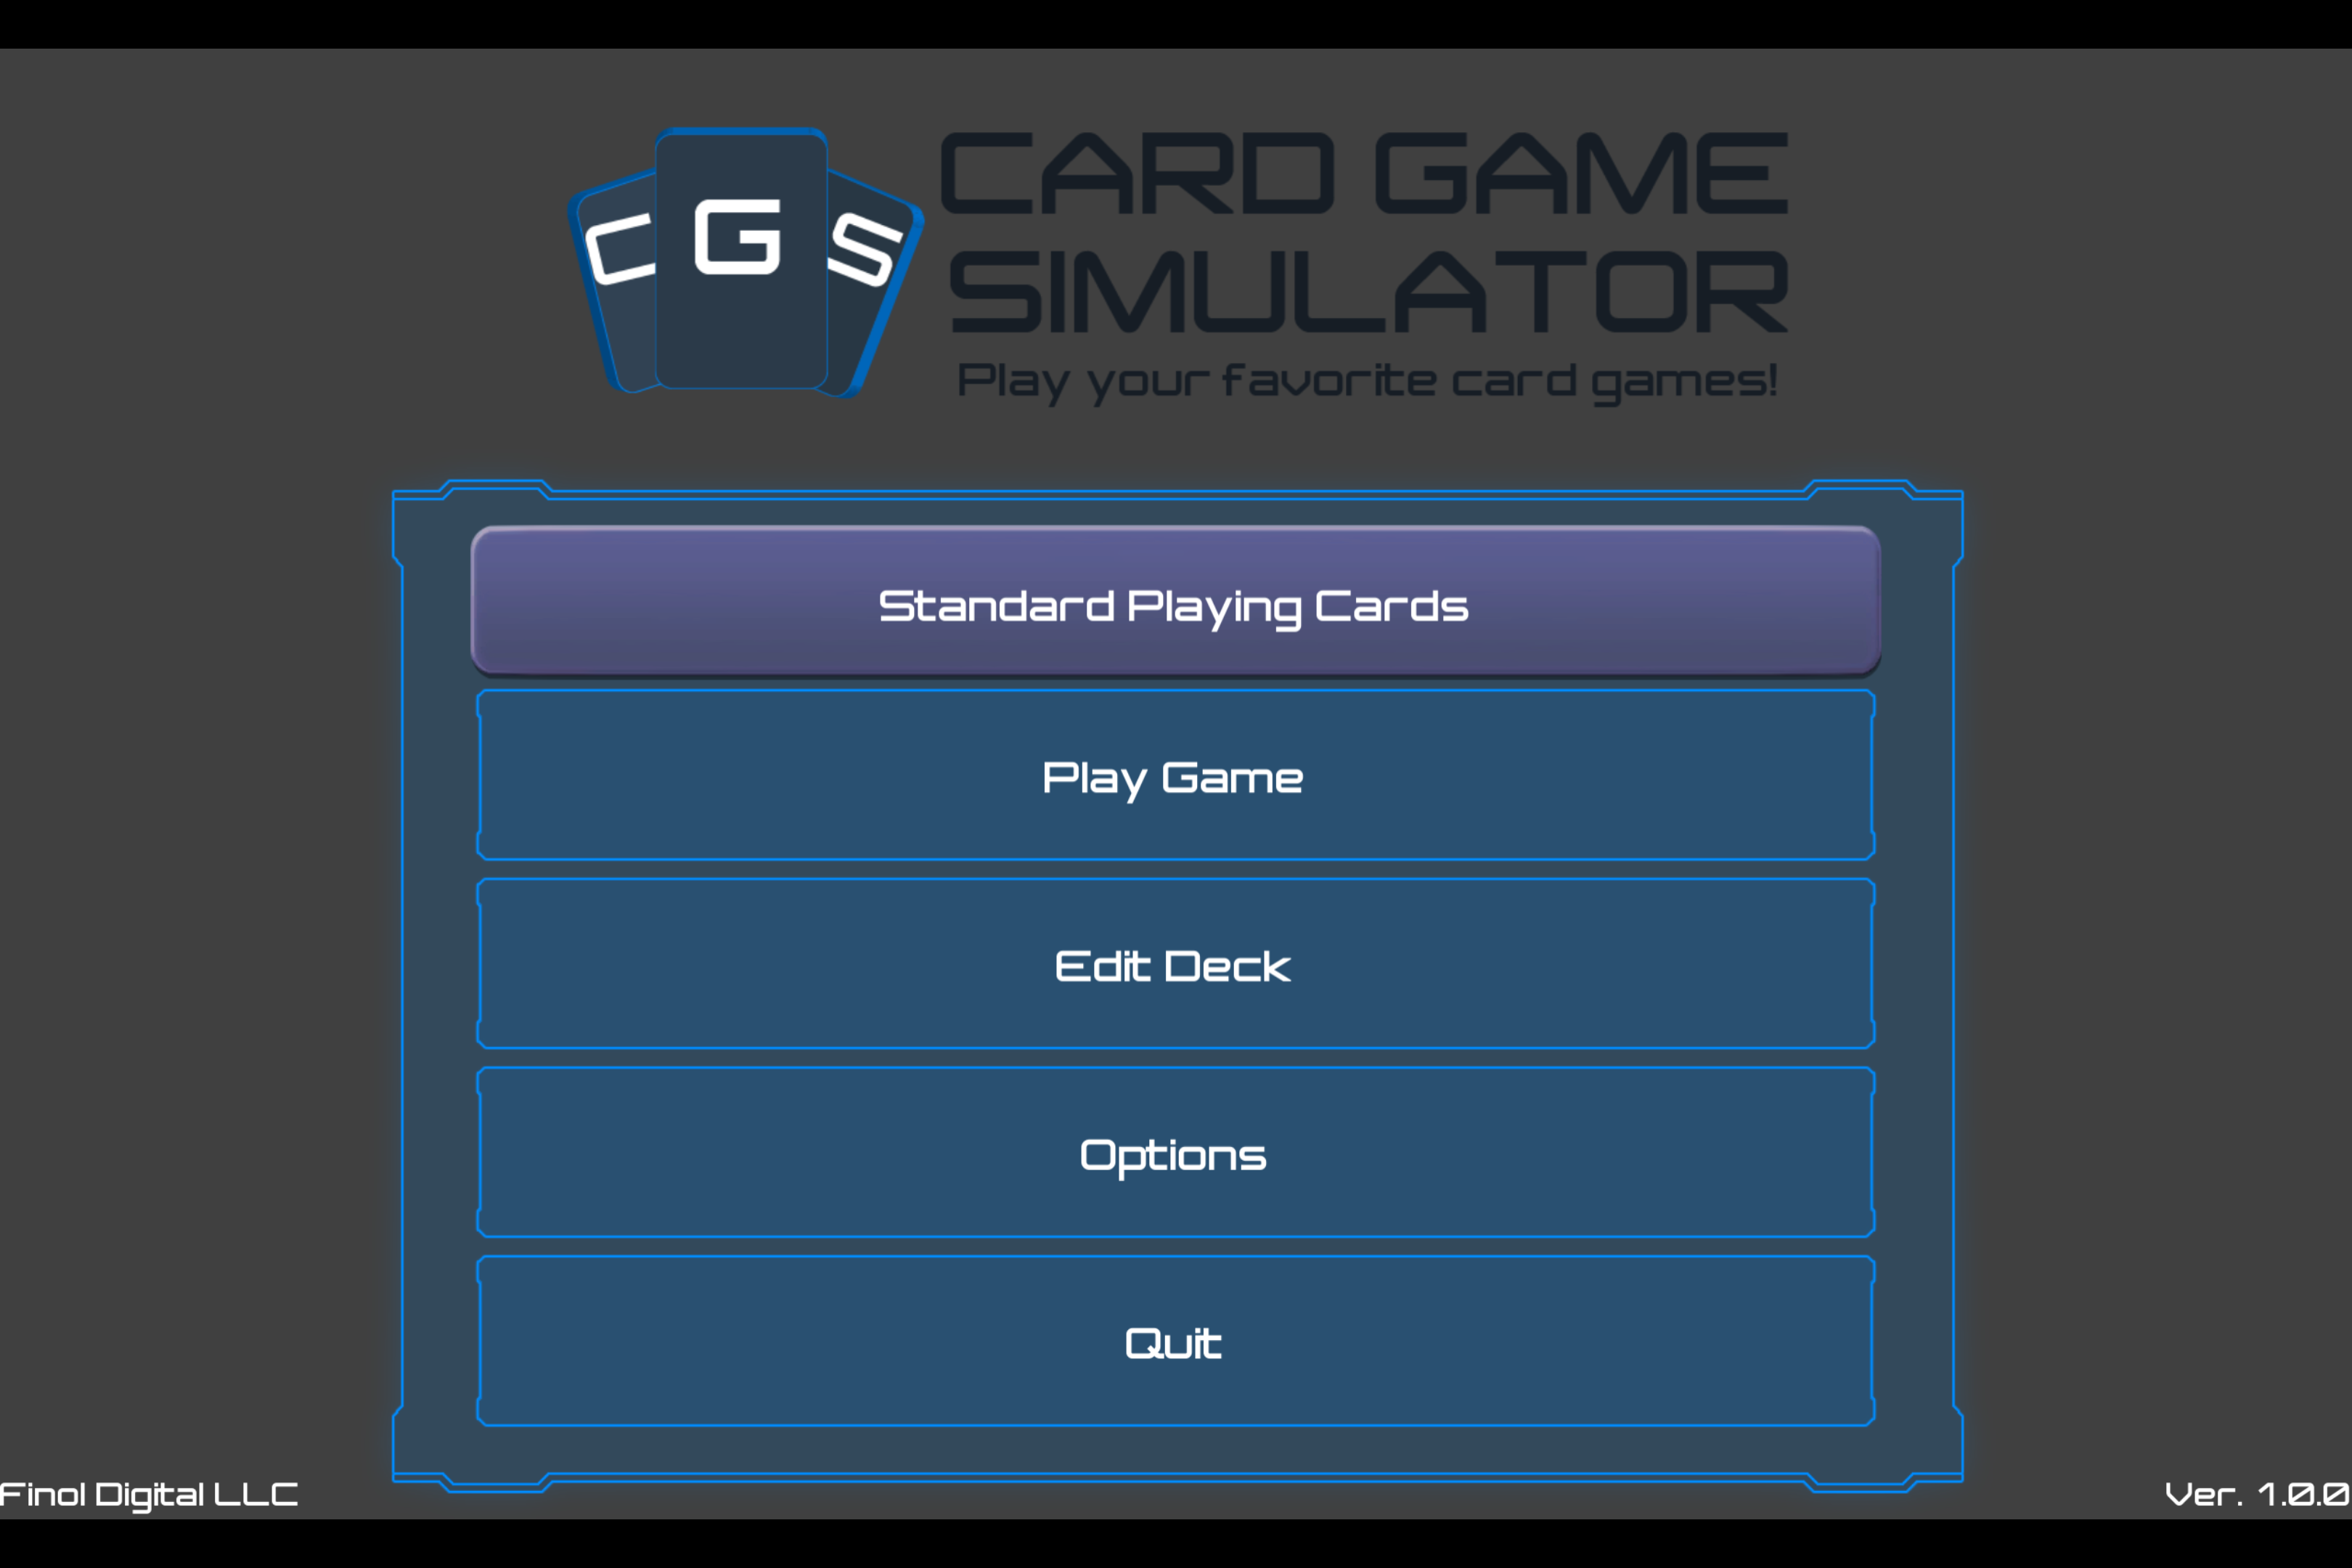 C G S
CARD GAME
SIMULATOR
Play your favorite card games!
Standard Playing Cards
Play Game
Edit Deck
Options
Quit
Finol Digital LLC
Ver. 1.0.0